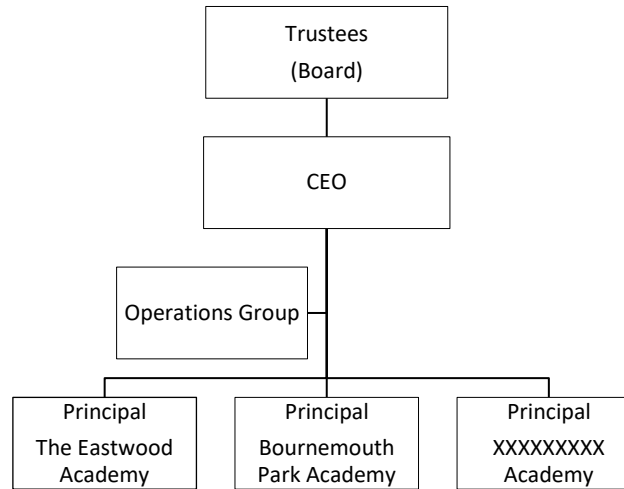 Trustees
(Board)
CEO
Operations Group
Principal
The Eastwood
Academy
Principal
Bournemouth
Park Academy
Principal
XXXXXXXXX
Academy